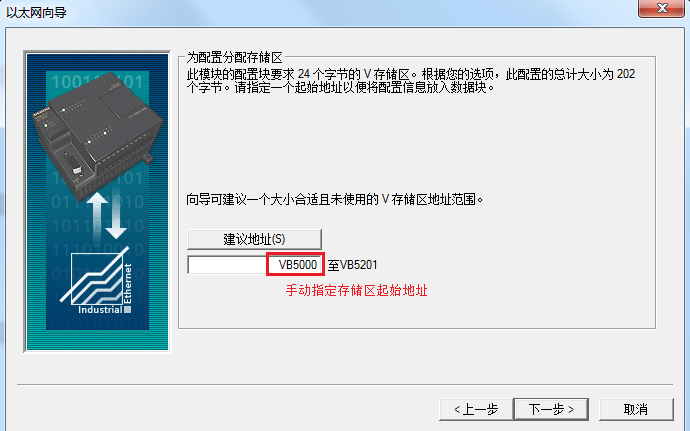 以太网向导
为配置分配存储区
此模块的配置块要求 24 个字节的 V 存储区。根据您的选项，此配置的总计大小为 202
个字节。请指定一个起始地址以便将配置信息放入数据块。
向导可建议一个大小合适且未使用的 V 存储区地址范围。
建议地址(S)
VB5000 至VB5201
手动指定存储区起始地址
Industrial
Ethernet
< 上一步 下一步 > 取消